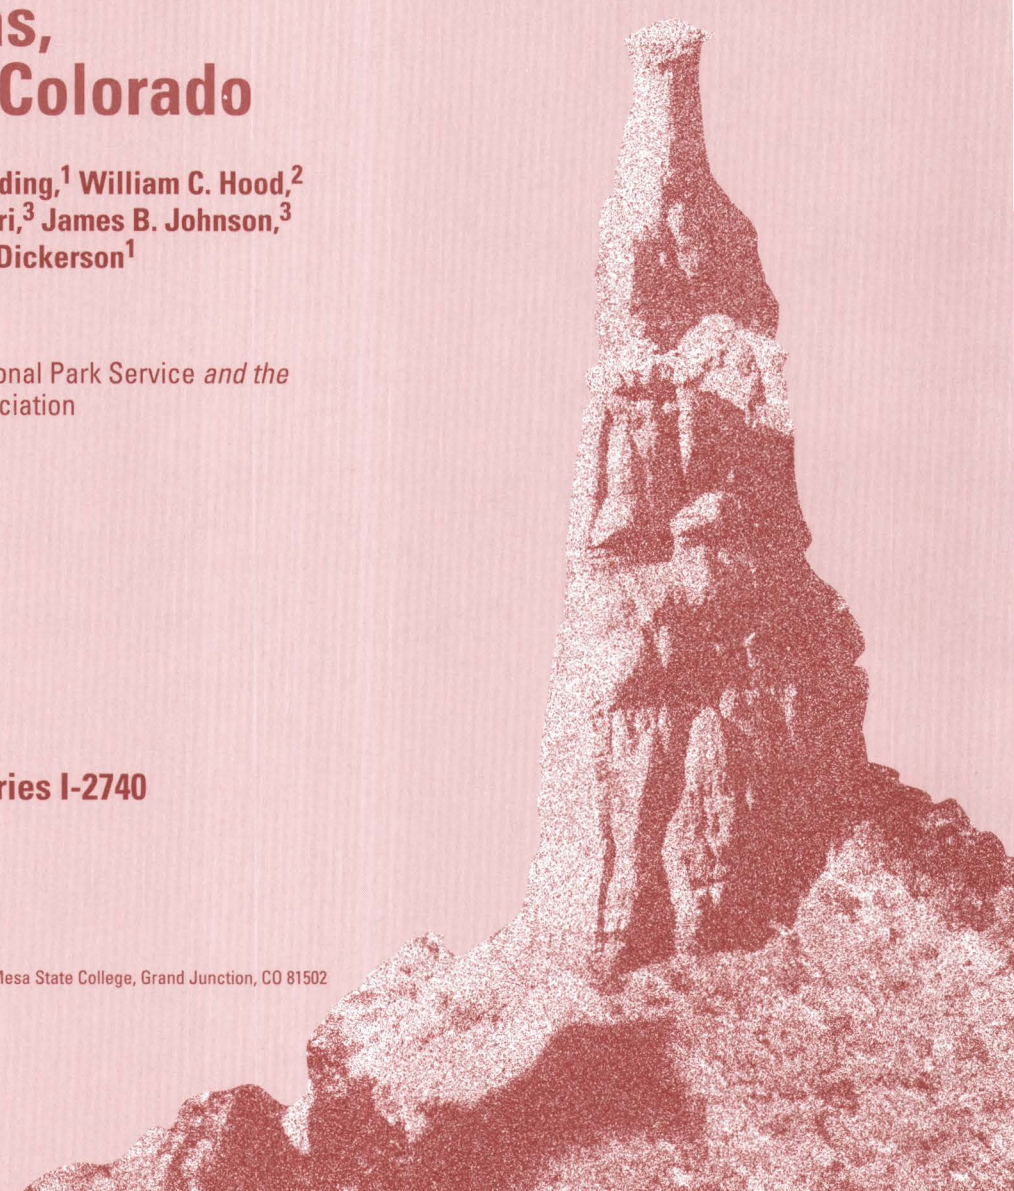 s,
Colorado
ding,1 William C. Hood,2
ri,3 James B. Johnson,3
Dickerson1
onal Park Service and the
ciation
ries I-2740
Mesa State College, Grand Junction, CO 81502